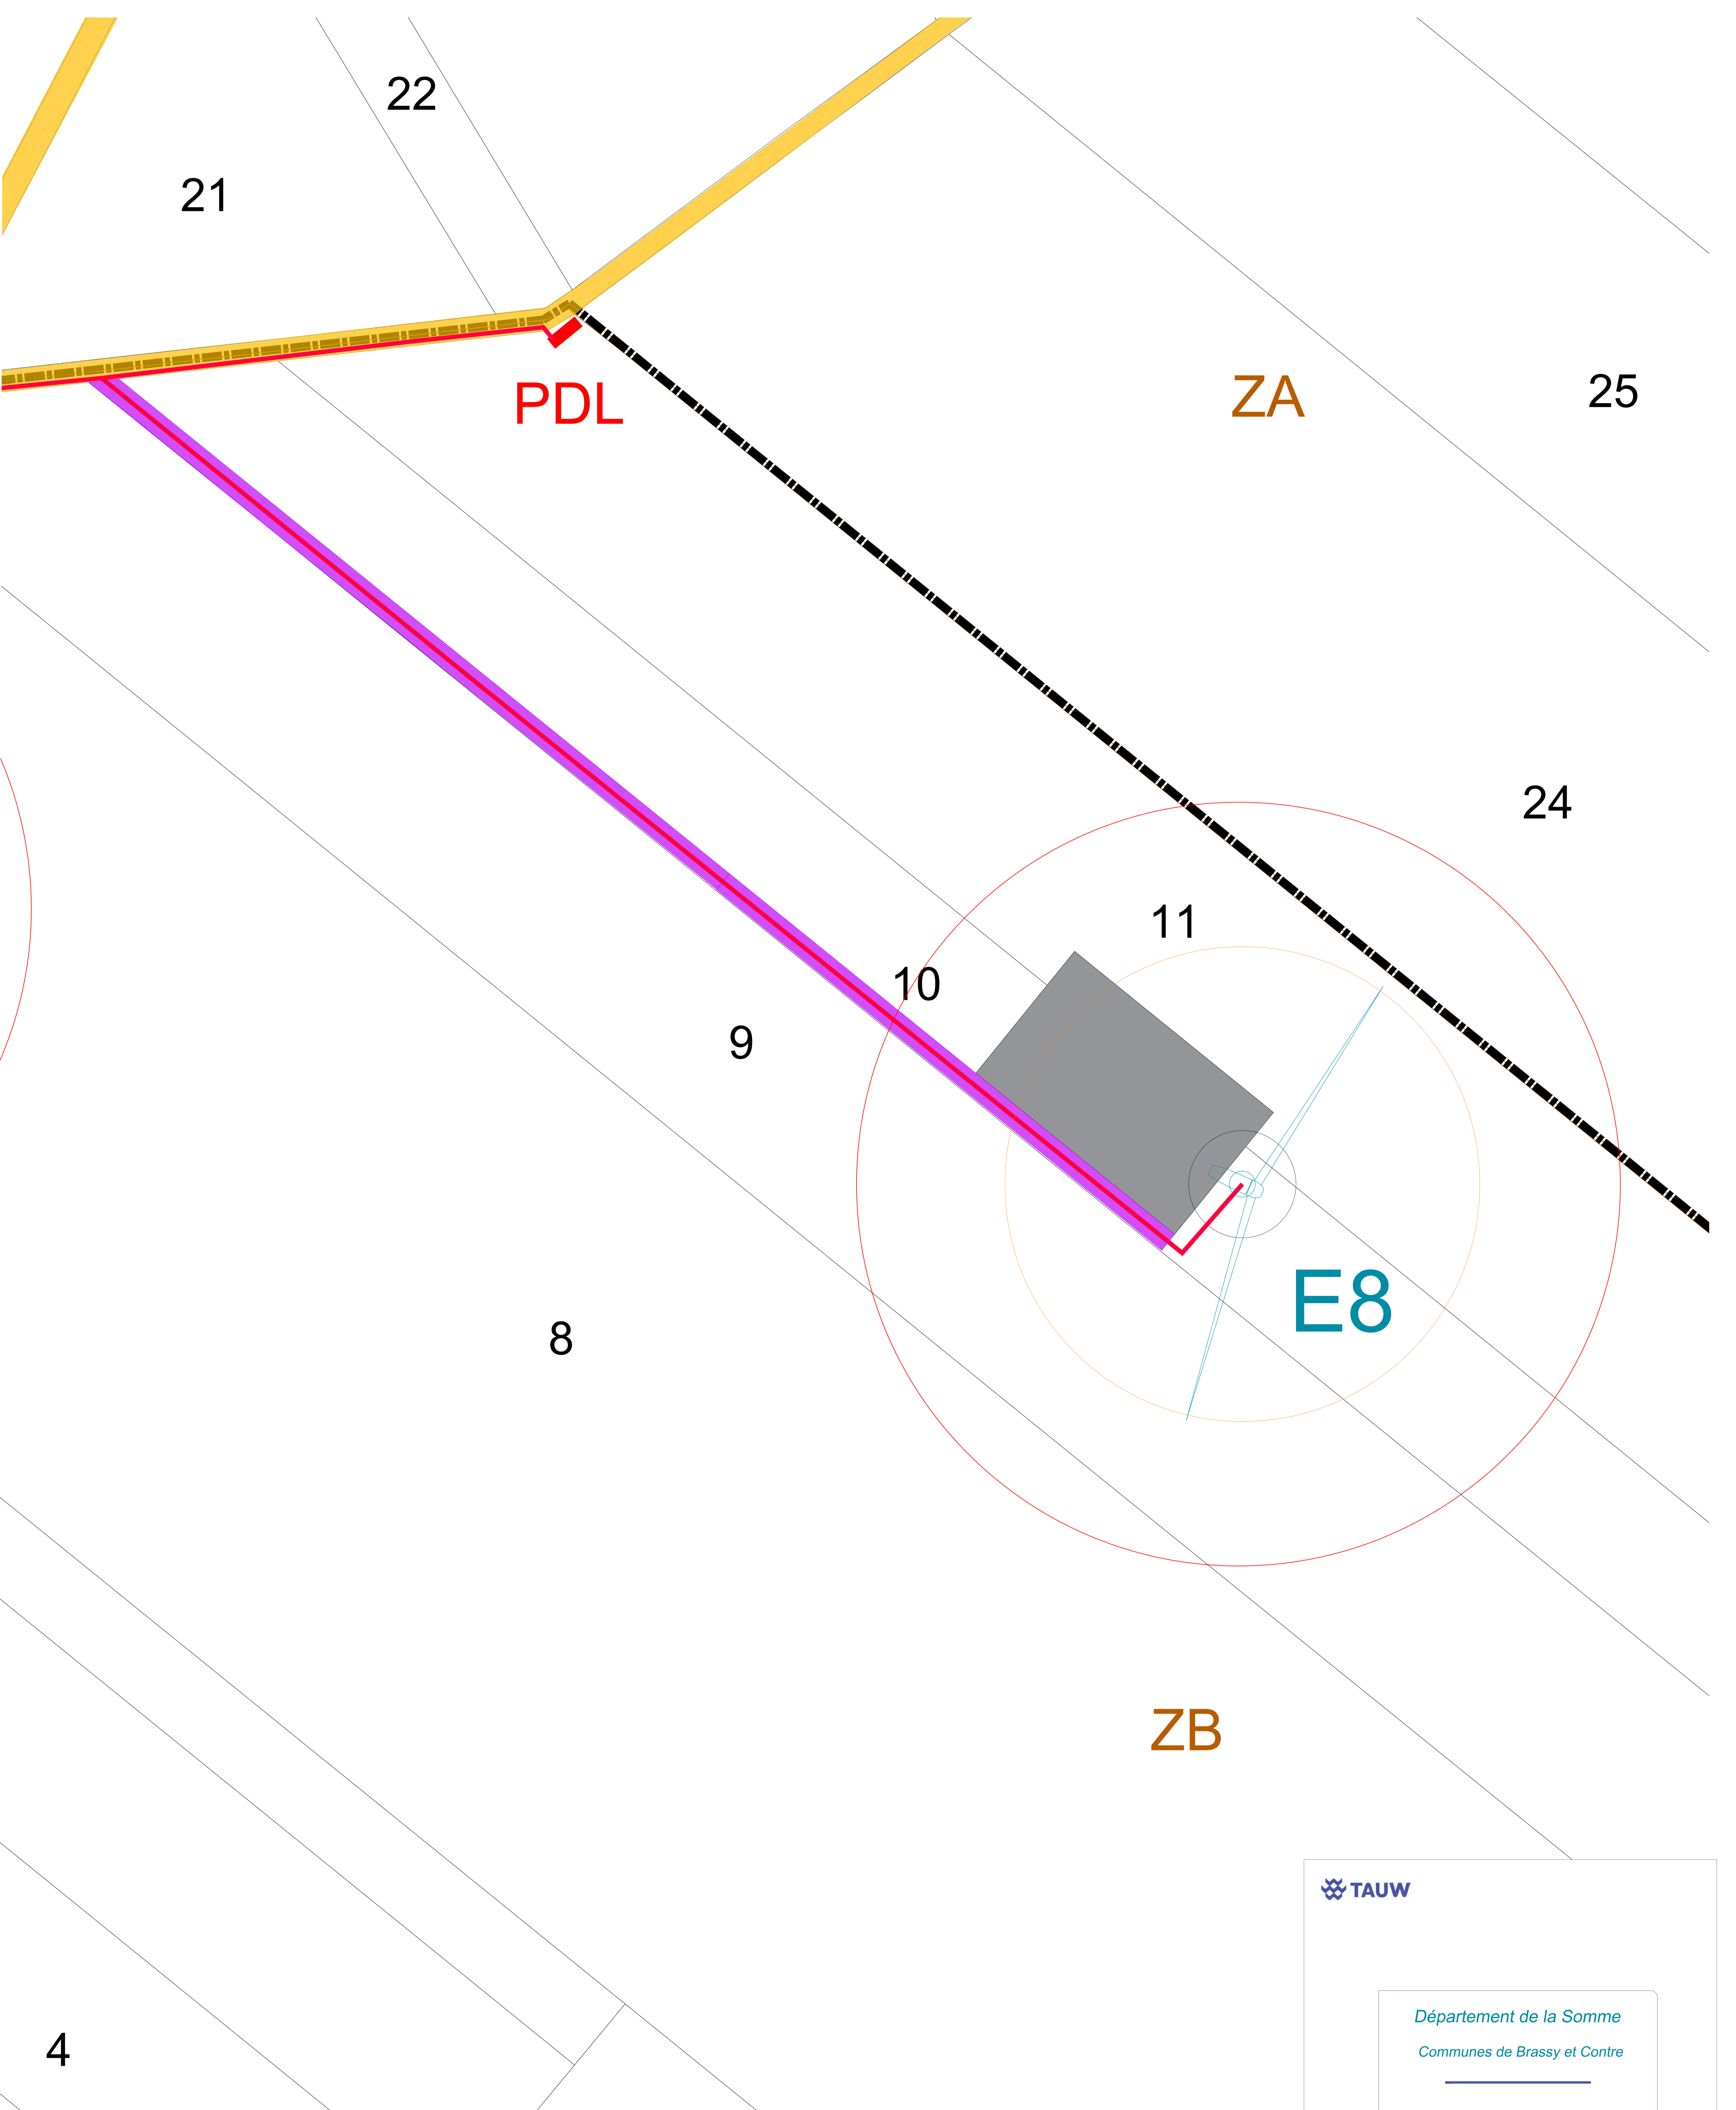 22
21
PDL
ZA
25
24
11
10
9
E8
8
ZB
TAUW
Département de la Somme
Communes de Brassy et Contre
4